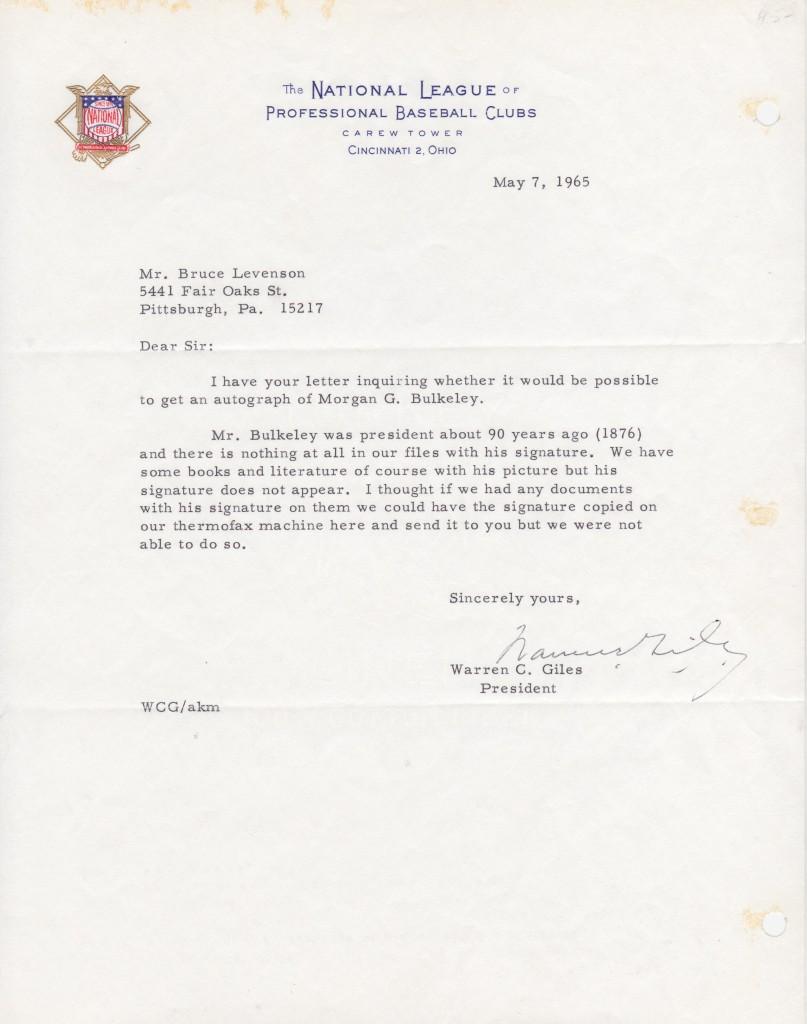 The NATIONAL LEAGUE OF
PROFESSIONAL BASEBALL CLUBS
CAREW TOWER
CINCINNATI 2, OHIO
NATIONAL
LEAGUE
May 7, 1965
Mr. Bruce Levenson
5441 Fair Oaks St.
Pittsburgh, Pa. 15217
Dear Sir:
I have your letter inquiring whether it would be possible
to get an autograph of Morgan G. Bulkeley.
Mr. Bulkeley was president about 90 years ago (1876)
and there is nothing at all in our files with his signature. We have
some books and literature of course with his picture but his
signature does not appear. I thought if we had any documents
with his signature on them we could have the signature copied on
our thermofax machine here and send it to you but we were not
able to do so.
Sincerely yours,
Warren Giles
Warren C. Giles
President
WCG/akm